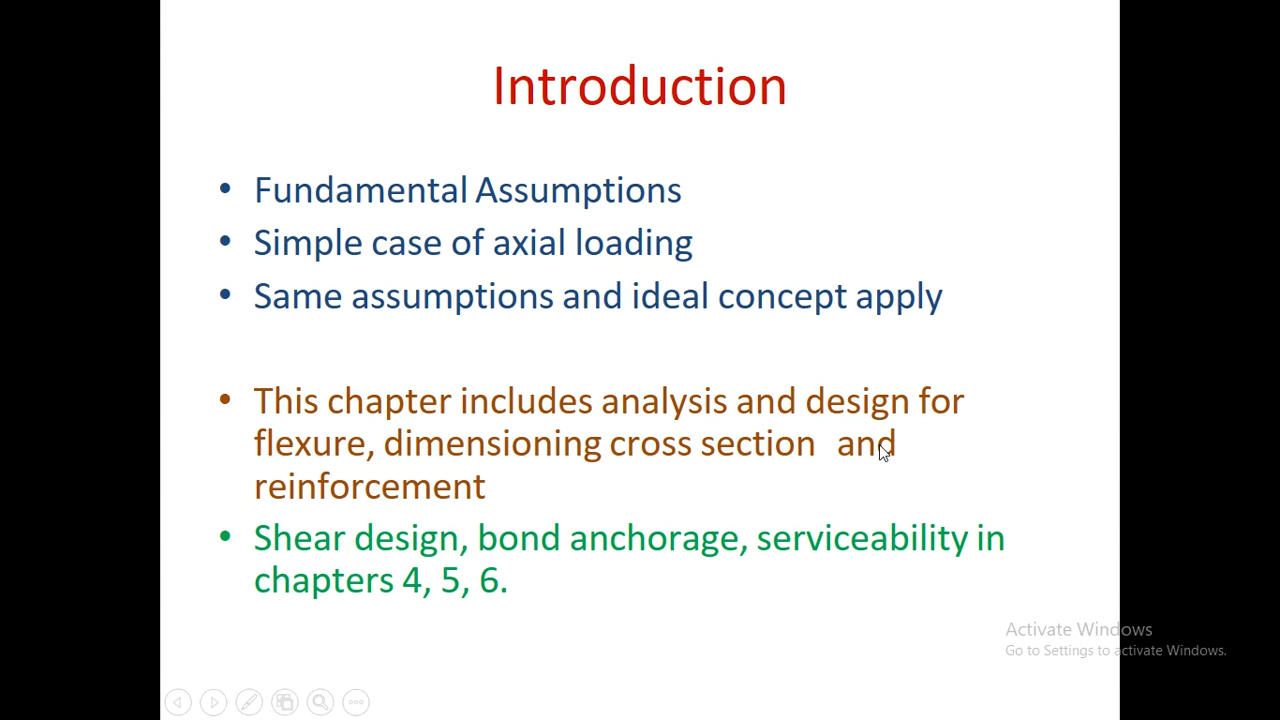 Introduction
• Fundamental Assumptions
• Simple case of axial loading
• Same assumptions and ideal concept apply
• This chapter includes analysis and design for
flexure, dimensioning cross section and
reinforcement
• Shear design, bond anchorage, serviceability in
chapters 4, 5, 6.
Activate Windows
Go to Settings to activate Windows.